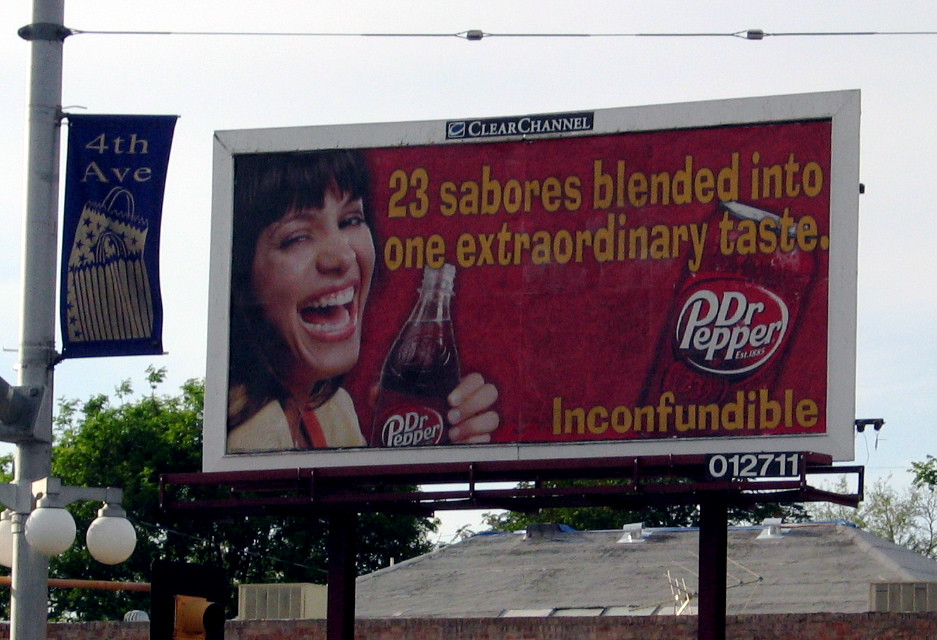 4th
Ave
CLEARCHANNEL
23 sabores blended into
one extraordinary taste.
Dr
Pepper
Est. 1885
Dr
Pepper
Inconfundible
012711